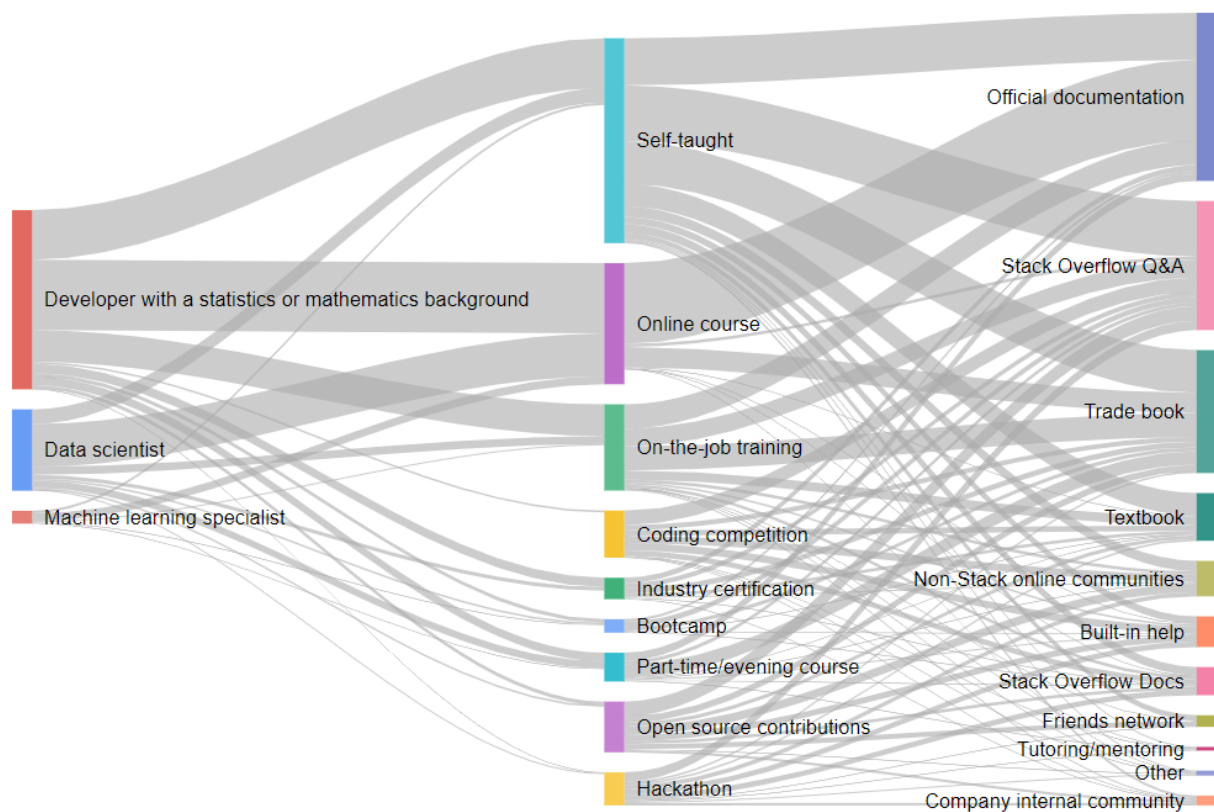 Developer with a statistics or mathematics background
Data scientist
Machine learning specialist
Self-taught
Online course
On-the-job training
Coding competition
Industry certification
Bootcamp
Part-time/evening course
Open source contributions
Hackathon
Official documentation
Stack Overflow Q&A
Trade book
Textbook
Non-Stack online communities
Built-in help
Stack Overflow Docs
Friends network
Tutoring/mentoring
Other
Company internal community